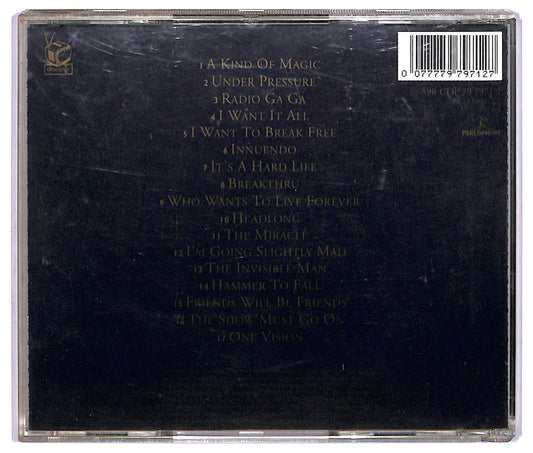 1 A KIND OF MAGIC
2 UNDER PRESSURE
3 RADIO GA GA
4 I WANT IT ALL
5 I WANT TO BREAK FREE
6 INNUENDO
7 IT'S A HARD LIFE
8 BREAKTHRU
9 WHO WANTS TO LIVE FOREVER
10 HEADLONG
11 THE MIRACLE
12 I'M GOING SLIGHTLY MAD
13 THE INVISIBLE MAN
14 HAMMER TO FALL
15 FRIENDS WILL BE FRIENDS
16 THE SHOW MUST GO ON
17 ONE VISION
0 077779 797127
PARLOPHONE